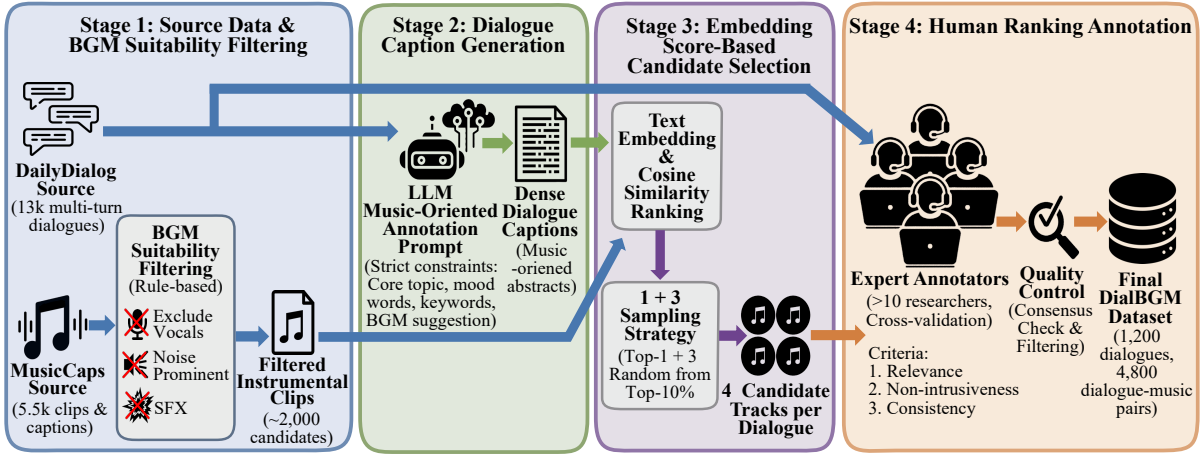 Stage 1: Source Data &
BGM Suitability Filtering
DailyDialog
Source
(13k multi-turn
dialogues)
MusicCaps
Source
(5.5k clips &
captions)
BGM
Suitability
Filtering
(Rule-based)
Exclude
Vocals
Noise
Prominent
SFX
Filtered
Instrumental
Clips
(~2,000
candidates)
Stage 2: Dialogue
Caption Generation
LLM
Music-Oriented
Annotation
Prompt
(Strict constraints:
Core topic, mood
words, keywords,
BGM suggestion)
Dense
Dialogue
Captions
(Music
-oriened
abstracts)
Stage 3: Embedding
Score-Based
Candidate Selection
Text
Embedding
&
Cosine
Similarity
Ranking
1 + 3
Sampling
Strategy
(Top-1 + 3
Random from
Top-10%)
4 Candidate
Tracks per
Dialogue
Stage 4: Human Ranking Annotation
Expert Annotators
(>10 researchers,
Cross-validation)
Criteria:
1. Relevance
2. Non-intrusiveness
3. Consistency
Quality
Control
(Consensus
Check &
Filtering)
Final
DialBGM
Dataset
(1,200
dialogues,
4,800
dialogue-music
pairs)